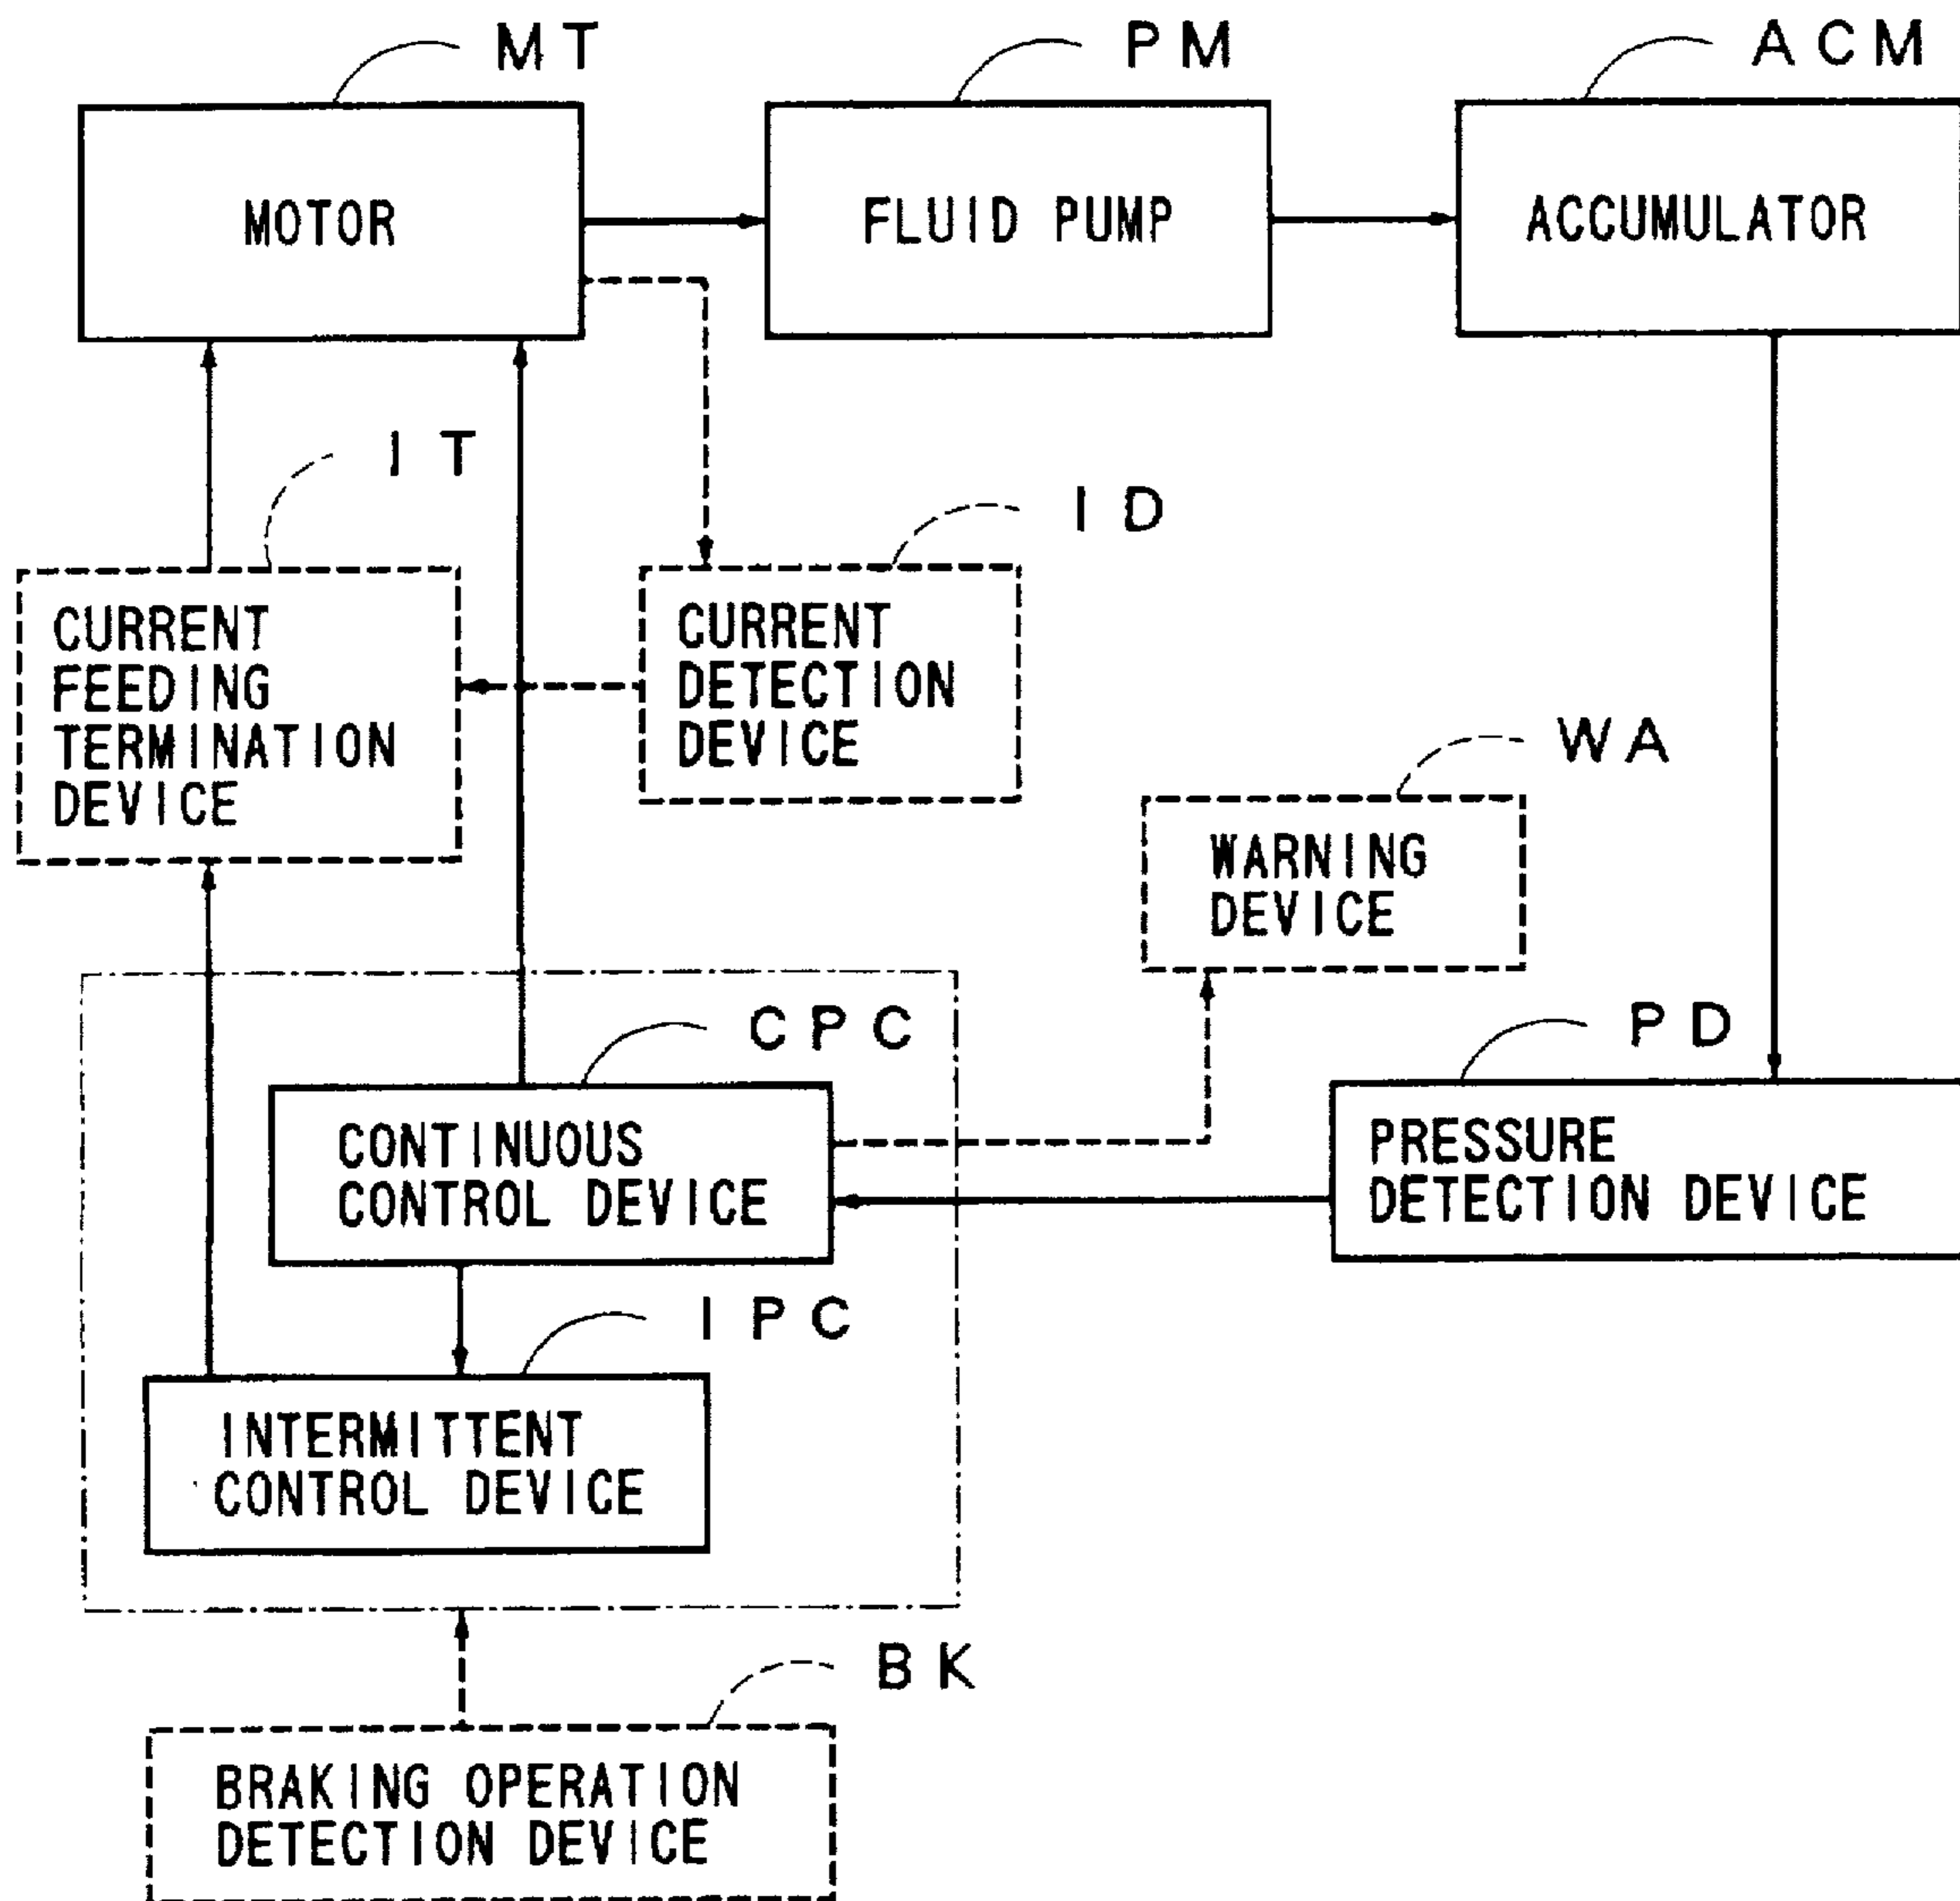 MT
PM
ACM
MOTOR
FLUID PUMP
ACCUMULATOR
IT
ID
CURRENT
FEEDING
TERMINATION
DEVICE
CURRENT
DETECTION
DEVICE
WA
WARNING
DEVICE
CPC
PD
CONTINUOUS
CONTROL DEVICE
PRESSURE
DETECTION DEVICE
IPC
INTERMITTENT
CONTROL DEVICE
BK
BRAKING OPERATION
DETECTION DEVICE